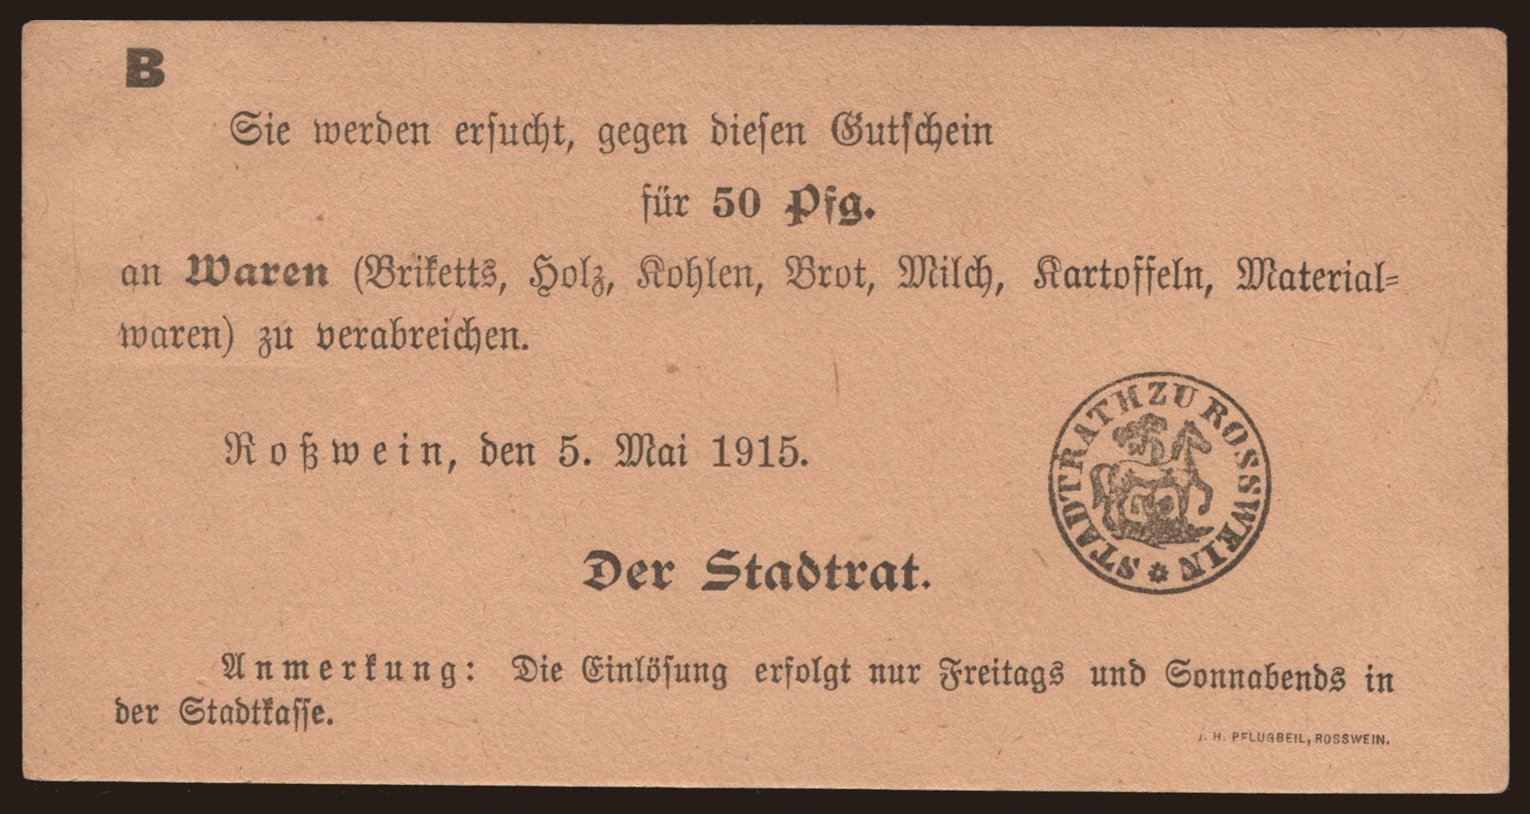 B
Sie werden ersucht, gegen diesen Gutschein
für 50 Pfg.
an Waren (Briketts, Holz, Kohlen, Brot, Milch, Kartoffeln, Material-
waren) zu verabreichen.
Roßwein, den 5. Mai 1915.
STADTRATH ZU ROSSWEIN
Der Stadtrat.
Anmerkung: Die Einlösung erfolgt nur Freitags und Sonnabends in
der Stadtkasse.
J. H. PFLUGBEIL, ROSSWEIN.